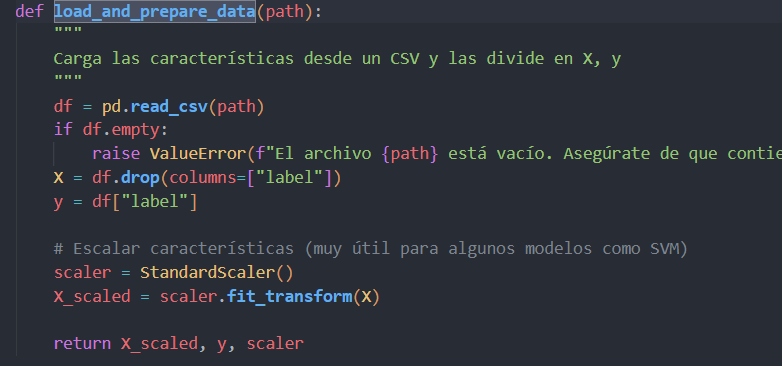 def load_and_prepare_data(path):
"""
Carga las características desde un CSV y las divide en X, y
"""
df = pd.read_csv(path)
if df.empty:
raise ValueError(f"El archivo {path} está vacío. Asegúrate de que
X = df.drop(columns=["label"])
y = df["label"]
# Escalar características (muy útil para algunos modelos como SVM)
scaler = StandardScaler()
X_scaled = scaler.fit_transform(X)
return X_scaled, y, scaler